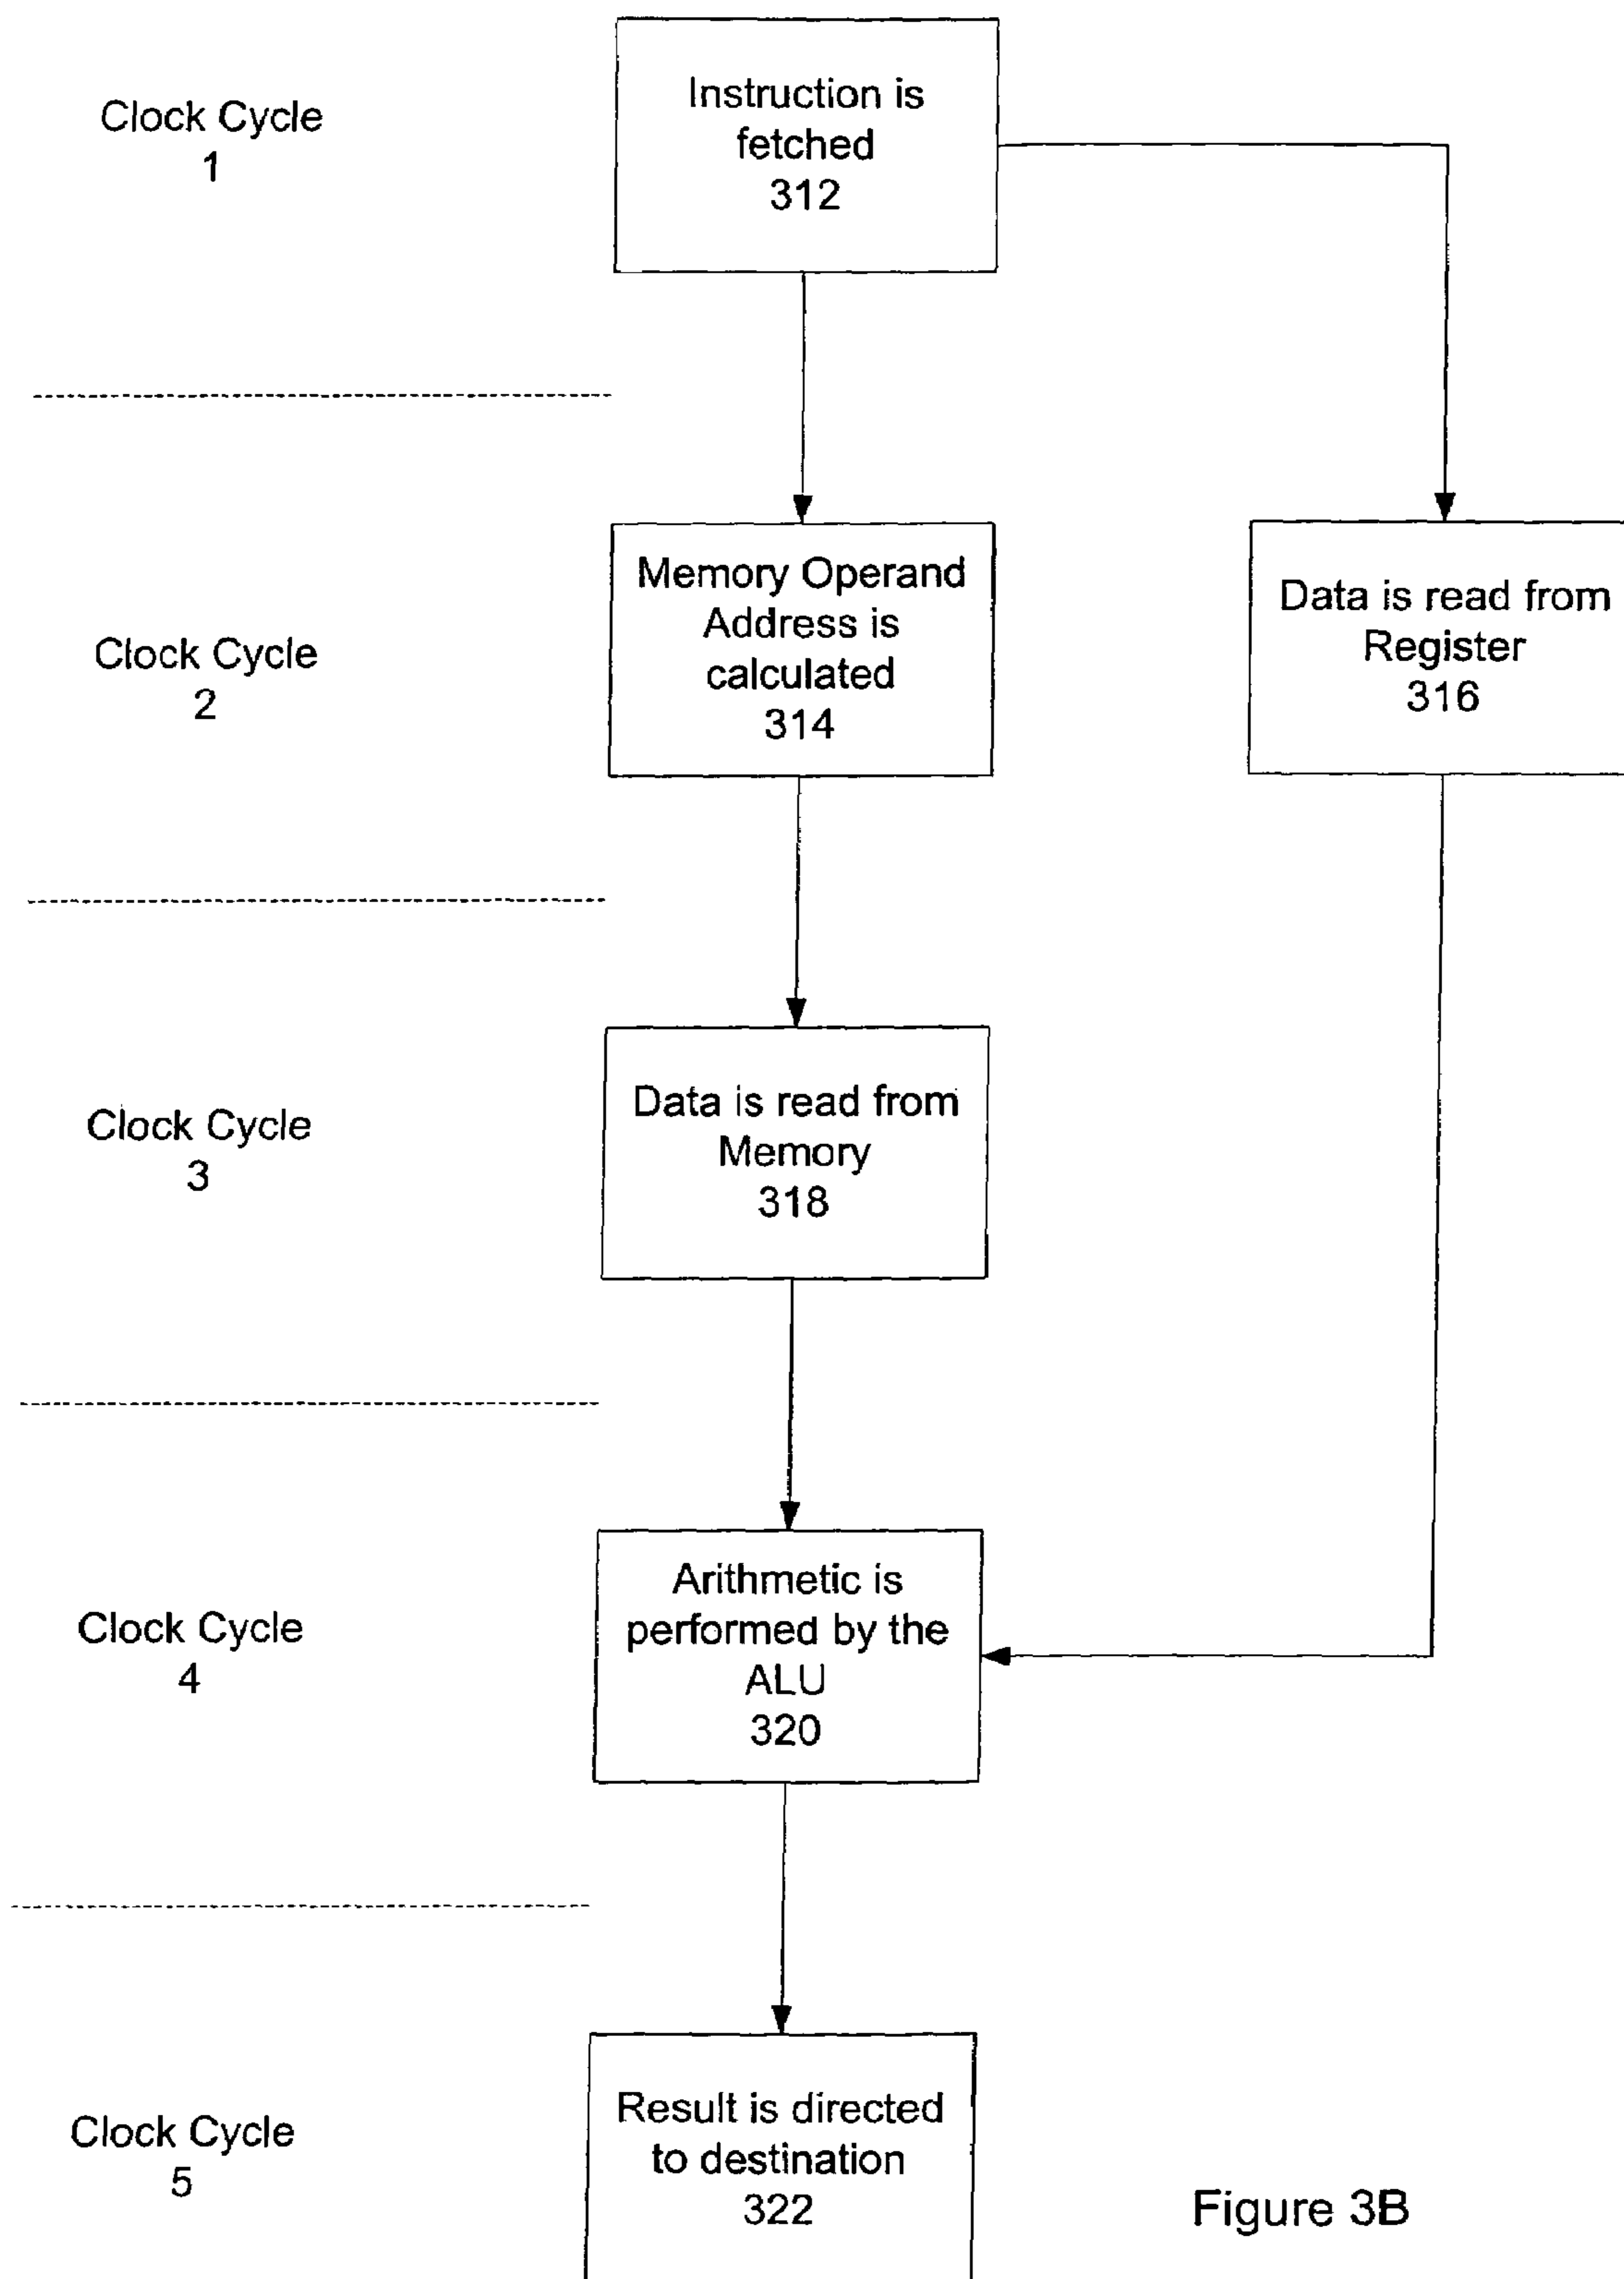 Clock Cycle
1
Instruction is
fetched
312
Clock Cycle
2
Memory Operand
Address is
calculated
314
Data is read from
Register
316
Clock Cycle
3
Data is read from
Memory
318
Clock Cycle
4
Arithmetic is
performed by the
ALU
320
Clock Cycle
5
Result is directed
to destination
322
Figure 3B